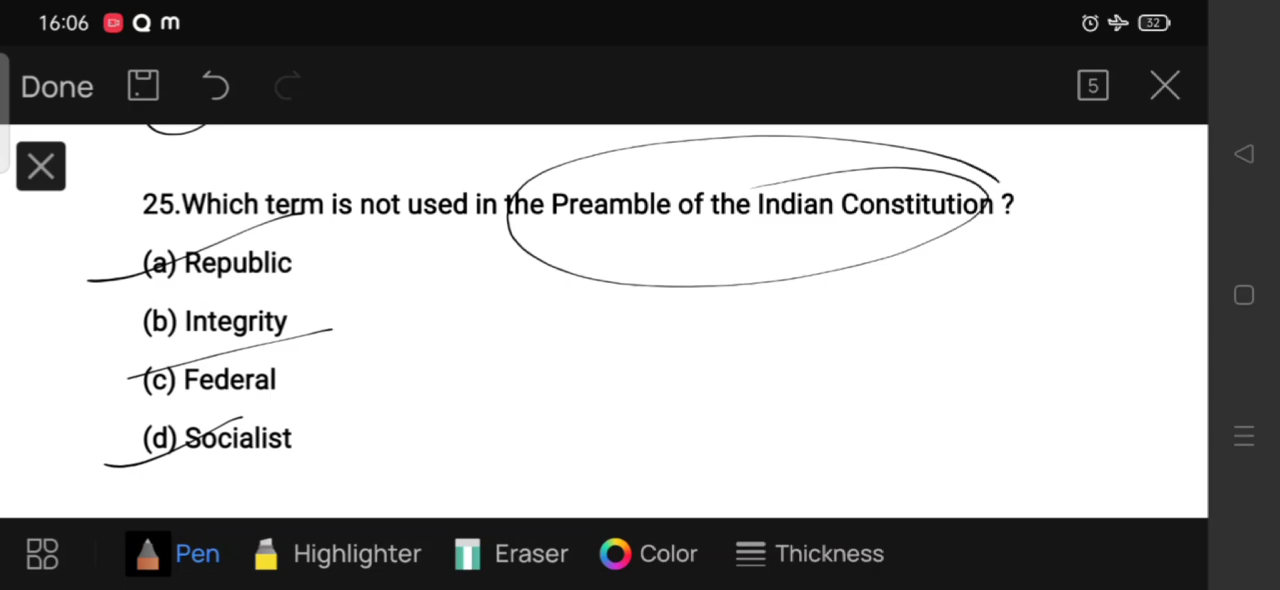 16:06 Q m 32
Done 5
25.Which term is not used in the Preamble of the Indian Constitution ?
(a) Republic
(b) Integrity
(c) Federal
(d) Socialist
Pen Highlighter Eraser Color Thickness